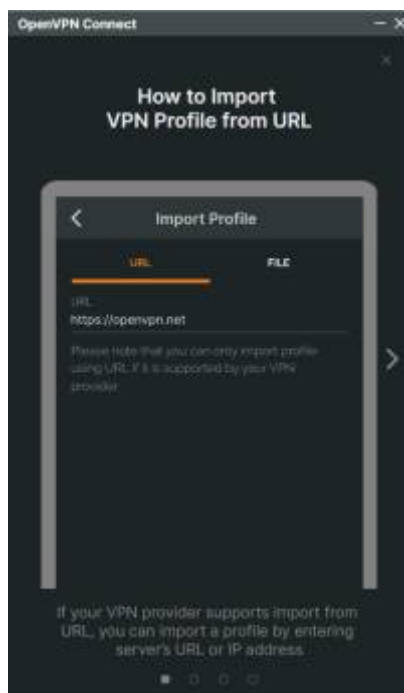 OpenVPN Connect
How to Import
VPN Profile from URL
Import Profile
URL FILE
URL
https://openvpn.net
Please note that you can only import profile
using URL if it is supported by your VPN
provider
If your VPN provider supports import from
URL, you can import a profile by entering
server's URL or IP address